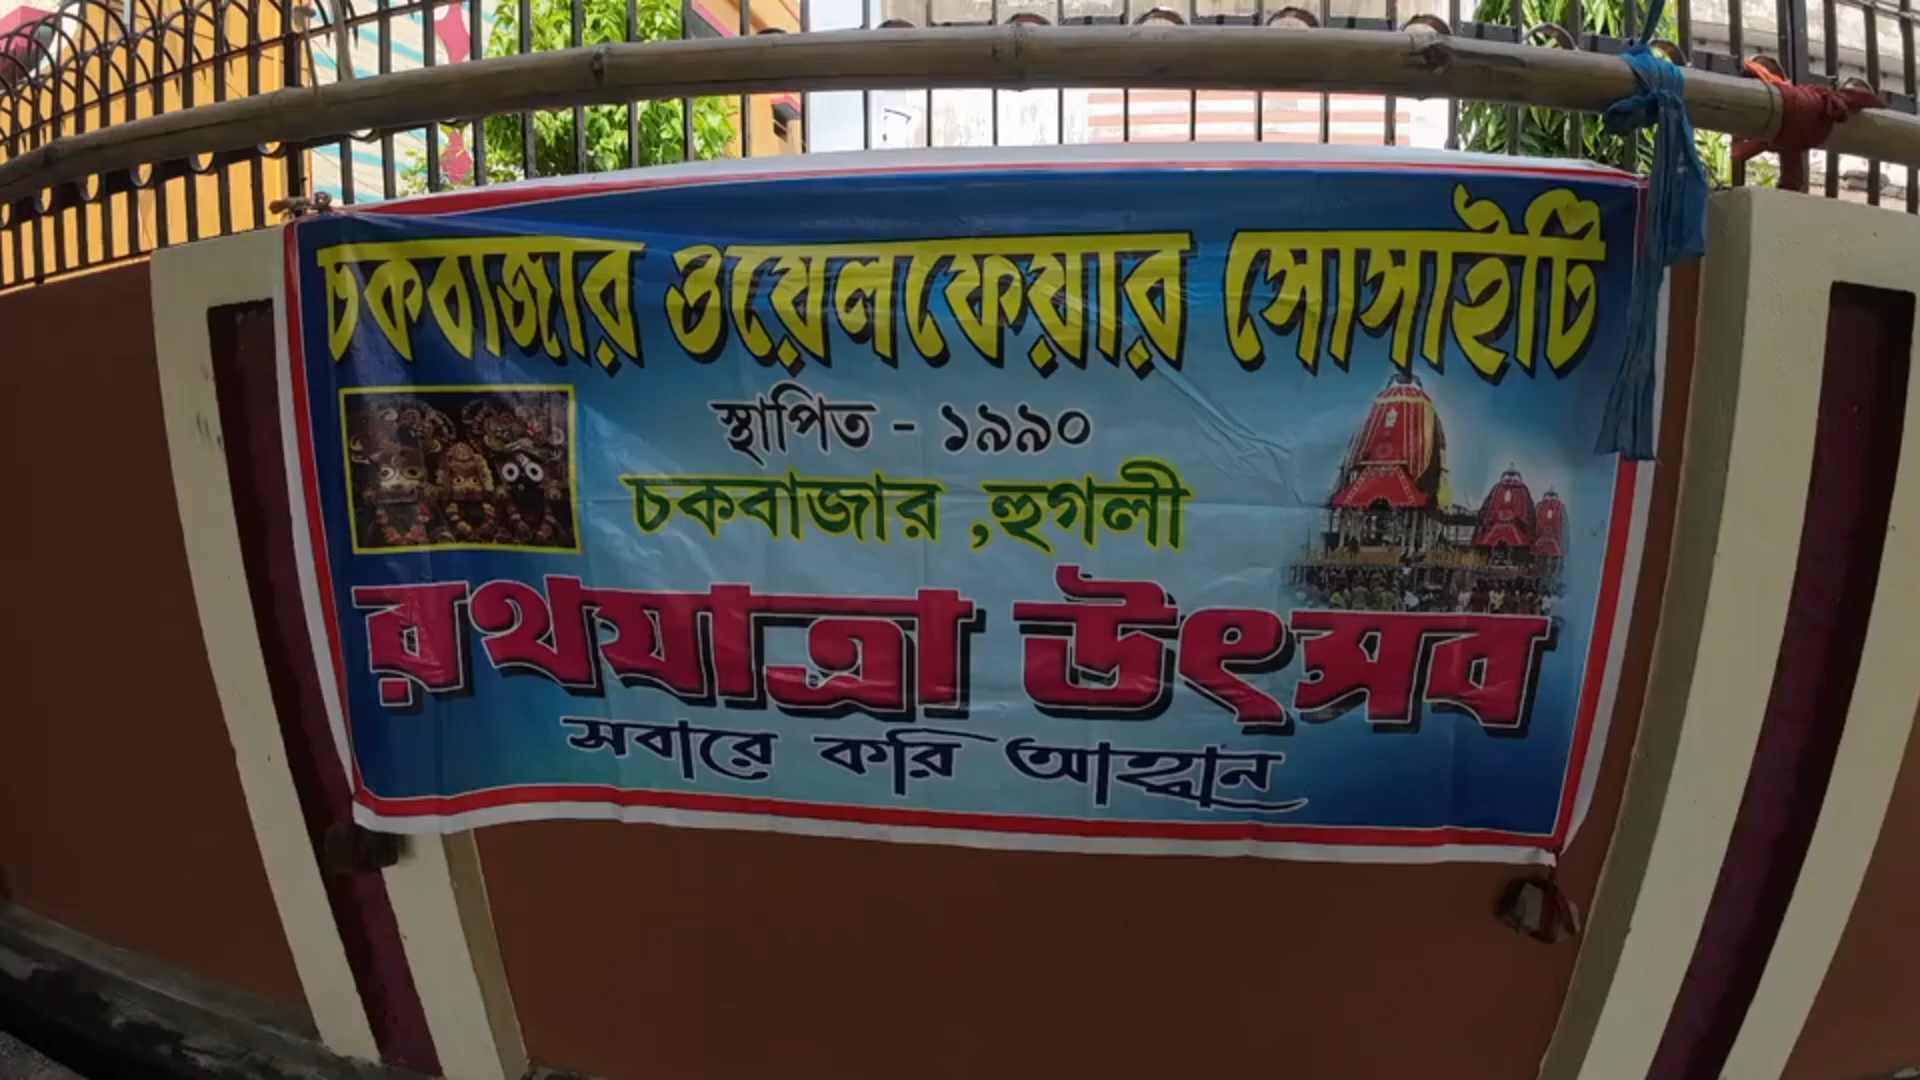 চকবাজার ওয়েলফেয়ার সোসাইটি
স্থাপিত - ১৯৯০
চকবাজার ,হুগলী
রথযাত্রা উৎসব
সবারে করি আহ্বান